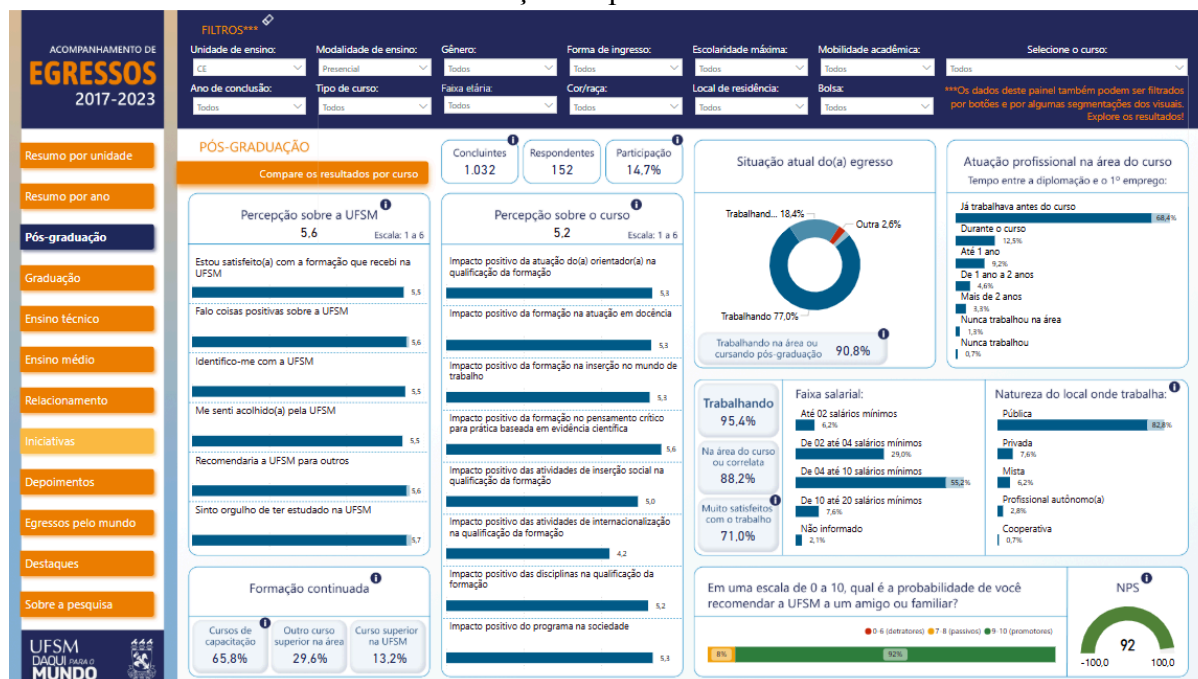 ACOMPANHAMENTO DE
EGRESSOS
2017-2023
FILTROS***
Unidade de ensino:
CE
Modalidade de ensino:
Presencial
Gênero:
Todos
Forma de ingresso:
Todos
Escolaridade máxima:
Todos
Mobilidade acadêmica:
Todos
Selecione o curso:
Todos
Ano de conclusão:
Todos
Tipo de curso:
Todos
Faixa etária:
Todos
Cor/raça:
Todos
Local de residência:
Todos
Bolsa:
Todos
***Os dados deste painel também podem ser filtrados
por botões e por algumas segmentações dos visuais.
Explore os resultados!
Resumo por unidade
Resumo por ano
Pós-graduação
Graduação
Ensino técnico
Ensino médio
Relacionamento
Iniciativas
Depoimentos
Egressos pelo mundo
Destaques
Sobre a pesquisa
UFSM
DAQUI PARA O
MUNDO
PÓS-GRADUAÇÃO
Compare os resultados por curso
Concluintes
1.032
Respondentes
152
Participação
14,7%
Percepção sobre a UFSM
5,6
Escala: 1 a 6
Estou satisfeito(a) com a formação que recebi na
UFSM
5,5
Falo coisas positivas sobre a UFSM
5,6
Identifico-me com a UFSM
5,5
Me senti acolhido(a) pela UFSM
5,5
Recomendaria a UFSM para outros
5,6
Sinto orgulho de ter estudado na UFSM
5,7
Formação continuada
Cursos de
capacitação
65,8%
Outro curso
superior na área
29,6%
Curso superior
na UFSM
13,2%
Percepção sobre o curso
5,2
Escala: 1 a 6
Impacto positivo da atuação do(a) orientador(a) na
qualificação da formação
5,3
Impacto positivo da formação na atuação em docência
5,3
Impacto positivo da formação na inserção no mundo de
trabalho
5,3
Impacto positivo da formação no pensamento crítico
para prática baseada em evidência científica
5,6
Impacto positivo das atividades de inserção social na
qualificação da formação
5,0
Impacto positivo das atividades de internacionalização
na qualificação da formação
4,2
Impacto positivo das disciplinas na qualificação da
formação
5,2
Impacto positivo do programa na sociedade
5,3
Situação atual do(a) egresso
Trabalhand... 18,4%
Outra 2,6%
Trabalhando 77,0%
Trabalhando na área ou
cursando pós-graduação
90,8%
Atuação profissional na área do curso
Tempo entre a diplomação e o 1º emprego:
Já trabalhava antes do curso
68,4%
Durante o curso
12,5%
Até 1 ano
9,2%
De 1 ano a 2 anos
4,6%
Mais de 2 anos
3,3%
Nunca trabalhou na área
1,3%
Nunca trabalhou
0,7%
Trabalhando
95,4%
Na área do curso
ou correlata
88,2%
Muito satisfeitos
com o trabalho
71,0%
Faixa salarial:
Até 02 salários mínimos
6,2%
De 02 até 04 salários mínimos
29,0%
De 04 até 10 salários mínimos
55,2%
De 10 até 20 salários mínimos
7,6%
Não informado
2,1%
Natureza do local onde trabalha:
Pública
82,8%
Privada
7,6%
Mista
6,2%
Profissional autônomo(a)
2,8%
Cooperativa
0,7%
Em uma escala de 0 a 10, qual é a probabilidade de você
recomendar a UFSM a um amigo ou familiar?
0-6 (detratores) 7-8 (passivos) 9-10 (promotores)
8%
92%
NPS
92
-100,0
100,0